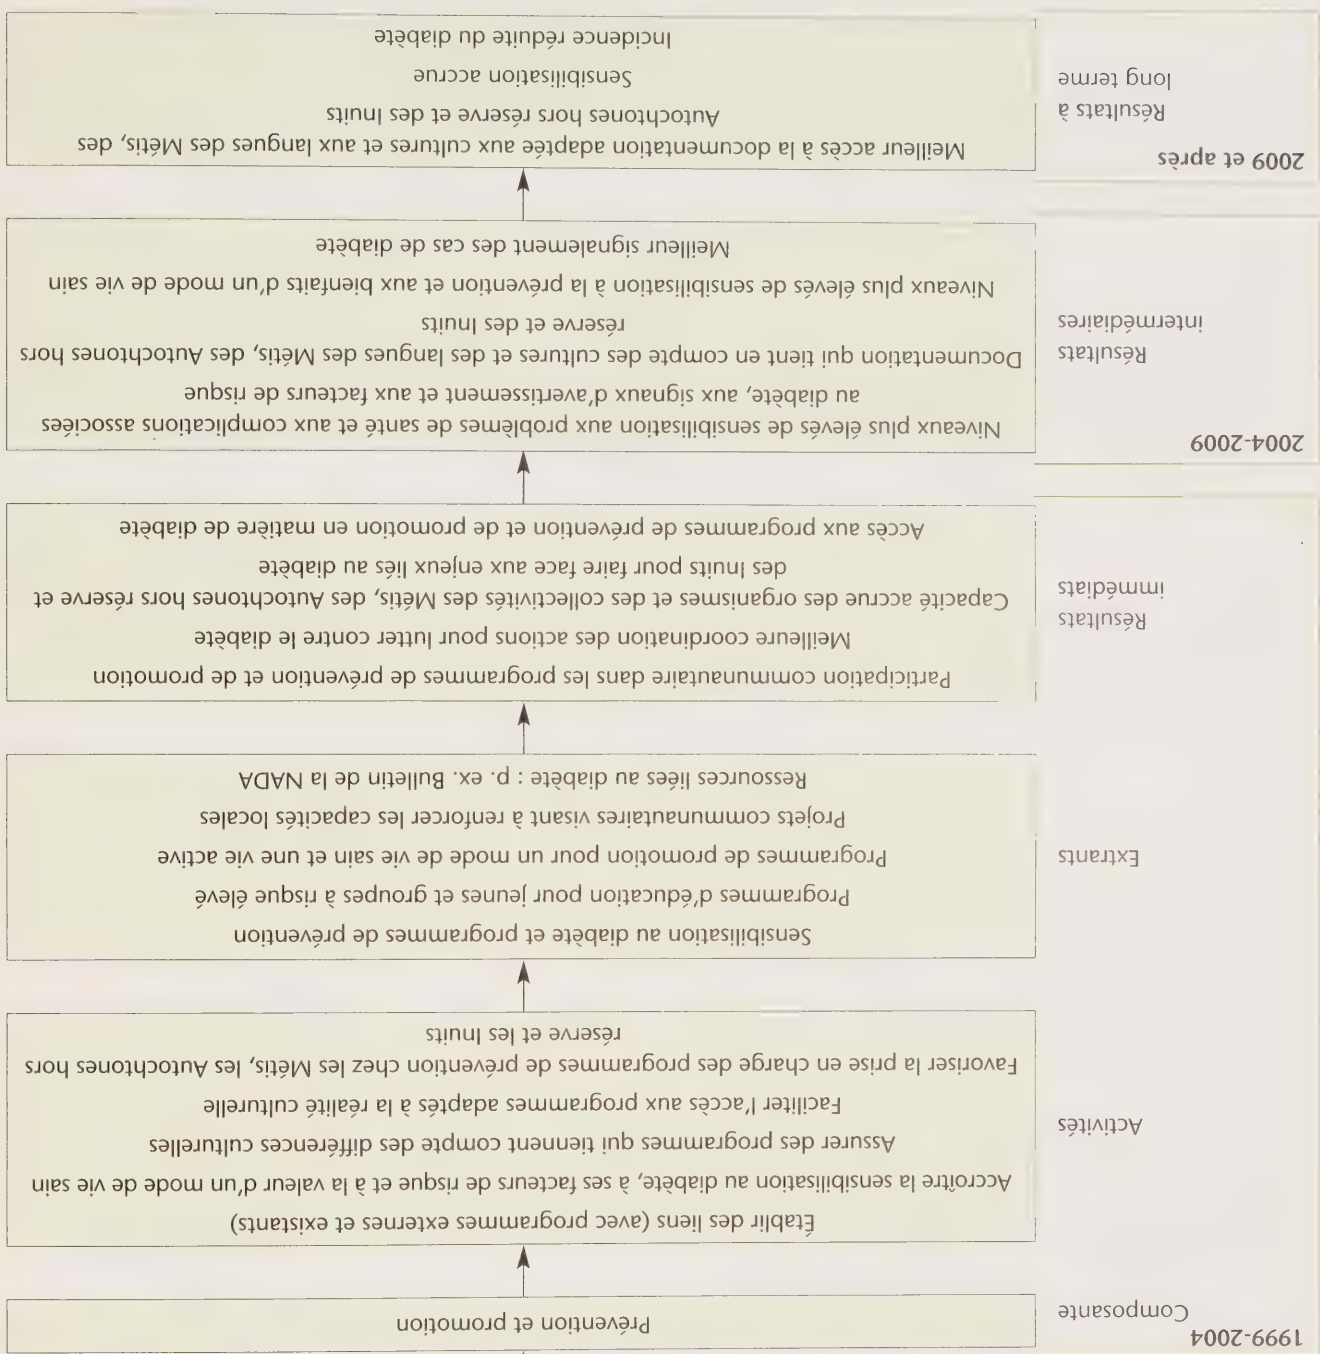 1999-2004
Composante
Prévention et promotion
Activités
Établir des liens (avec programmes externes et existants)
Accroître la sensibilisation au diabète, à ses facteurs de risque et à la valeur d'un mode de vie sain
Assurer des programmes qui tiennent compte des différences culturelles
Faciliter l'accès aux programmes adaptés à la réalité culturelle
Favoriser la prise en charge des programmes de prévention chez les Métis, les Autochtones hors
réserve et les Inuits
Extrants
Sensibilisation au diabète et programmes de prévention
Programmes d'éducation pour jeunes et groupes à risque élevé
Programmes de promotion pour un mode de vie sain et une vie active
Projets communautaires visant à renforcer les capacités locales
Ressources liées au diabète : p. ex. Bulletin de la NADA
Résultats
immédiats
Participation communautaire dans les programmes de prévention et de promotion
Meilleure coordination des actions pour lutter contre le diabète
Capacité accrue des organismes et des collectivités des Métis, des Autochtones hors réserve et
des Inuits pour faire face aux enjeux liés au diabète
Accès aux programmes de prévention et de promotion en matière de diabète
2004-2009
Résultats
intermédiaires
Niveaux plus élevés de sensibilisation aux problèmes de santé et aux complications associées
au diabète, aux signaux d'avertissement et aux facteurs de risque
Documentation qui tient en compte des cultures et des langues des Métis, des Autochtones hors
réserve et des Inuits
Niveaux plus élevés de sensibilisation à la prévention et aux bienfaits d'un mode de vie sain
Meilleur signalement des cas de diabète
2009 et après
Résultats à
long terme
Meilleur accès à la documentation adaptée aux cultures et aux langues des Métis, des
Autochtones hors réserve et des Inuits
Sensibilisation accrue
Incidence réduite du diabète